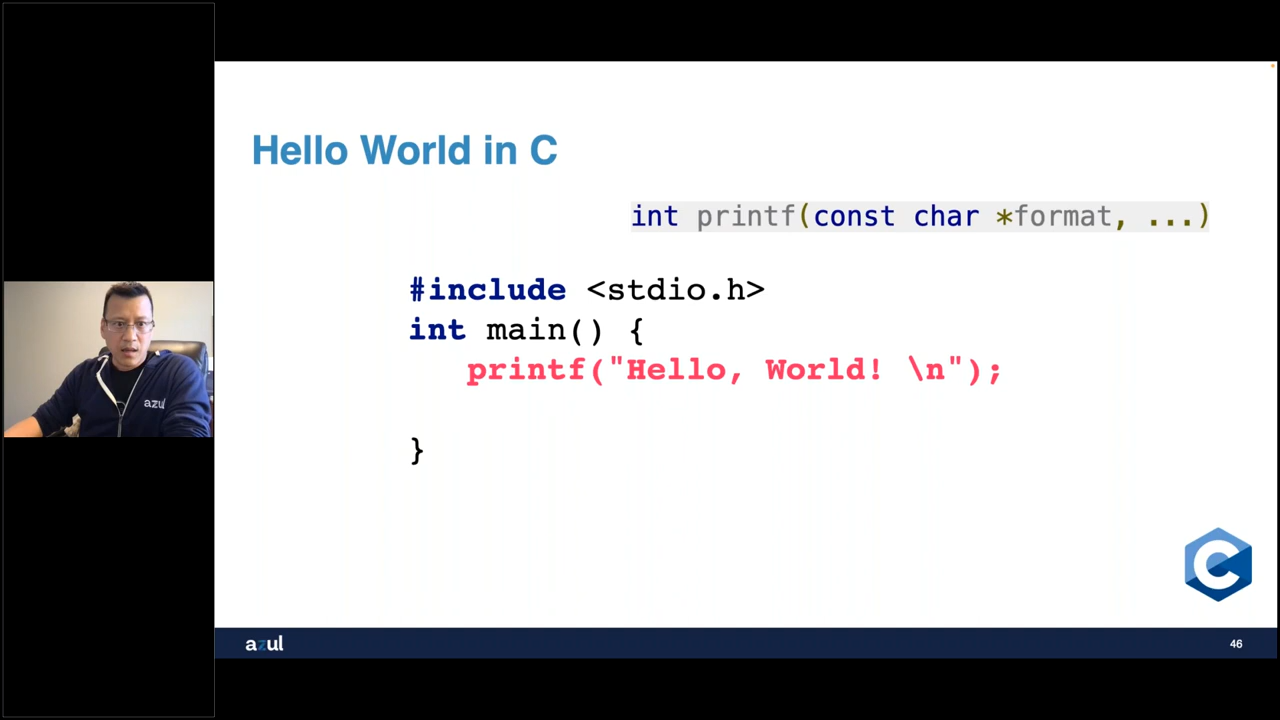 Hello World in C
int printf(const char *format, ...)
#include <stdio.h>
int main() {
printf("Hello, World! \n");
}
C
azul
azul
46